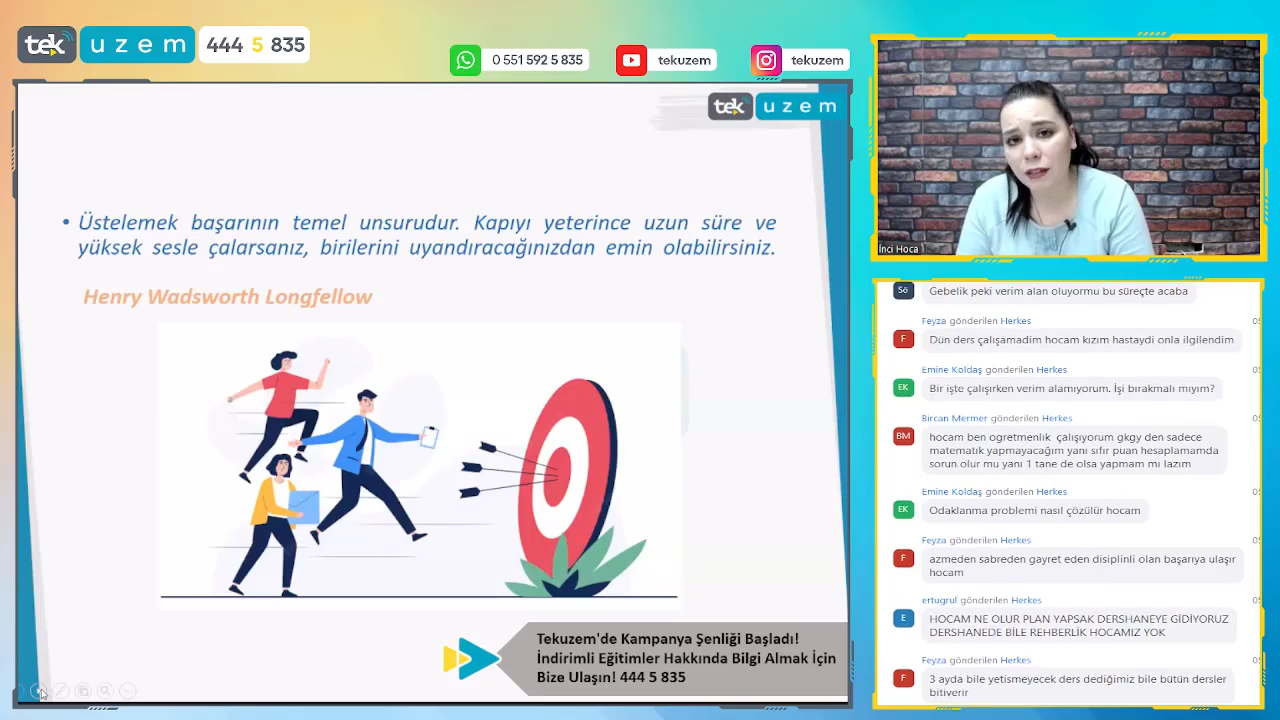 tek uzem 444 5 835
0 551 592 5 835
tekuzem
tekuzem
tek uzem
• Üstelemek başarının temel unsurudur. Kapıyı yeterince uzun süre ve
yüksek sesle çalarsanız, birilerini uyandıracağınızdan emin olabilirsiniz.
Henry Wadsworth Longfellow
Tekuzem'de Kampanya Şenliği Başladı!
İndirimli Eğitimler Hakkında Bilgi Almak İçin
Bize Ulaşın! 444 5 835
İnci Hoca
Sö
Gebelik peki verim alan oluyormu bu süreçte acaba
Feyza gönderilen Herkes
F
Dün ders çalışamadim hocam kızım hastaydi onla ilgilendim
Emine Koldaş gönderilen Herkes
EK
Bir işte çalışırken verim alamıyorum. İşi bırakmalı mıyım?
Bircan Mermer gönderilen Herkes
BM
hocam ben ogretmenlik çalışıyorum gkgy den sadece
matematik yapmayacağım yanı sıfır puan hesaplamamda
sorun olur mu yanı 1 tane de olsa yapmam mı lazım
Emine Koldaş gönderilen Herkes
EK
Odaklanma problemi nasıl çözülür hocam
Feyza gönderilen Herkes
F
azmeden sabreden gayret eden disiplinli olan başarıya ulaşır
hocam
ertugrul gönderilen Herkes
E
HOCAM NE OLUR PLAN YAPSAK DERSHANEYE GİDİYORUZ
DERSHANEDE BİLE REHBERLİK HOCAMIZ YOK
Feyza gönderilen Herkes
F
3 ayda bile yetismeyecek ders dediğimiz bile bütün dersler
bitiverir